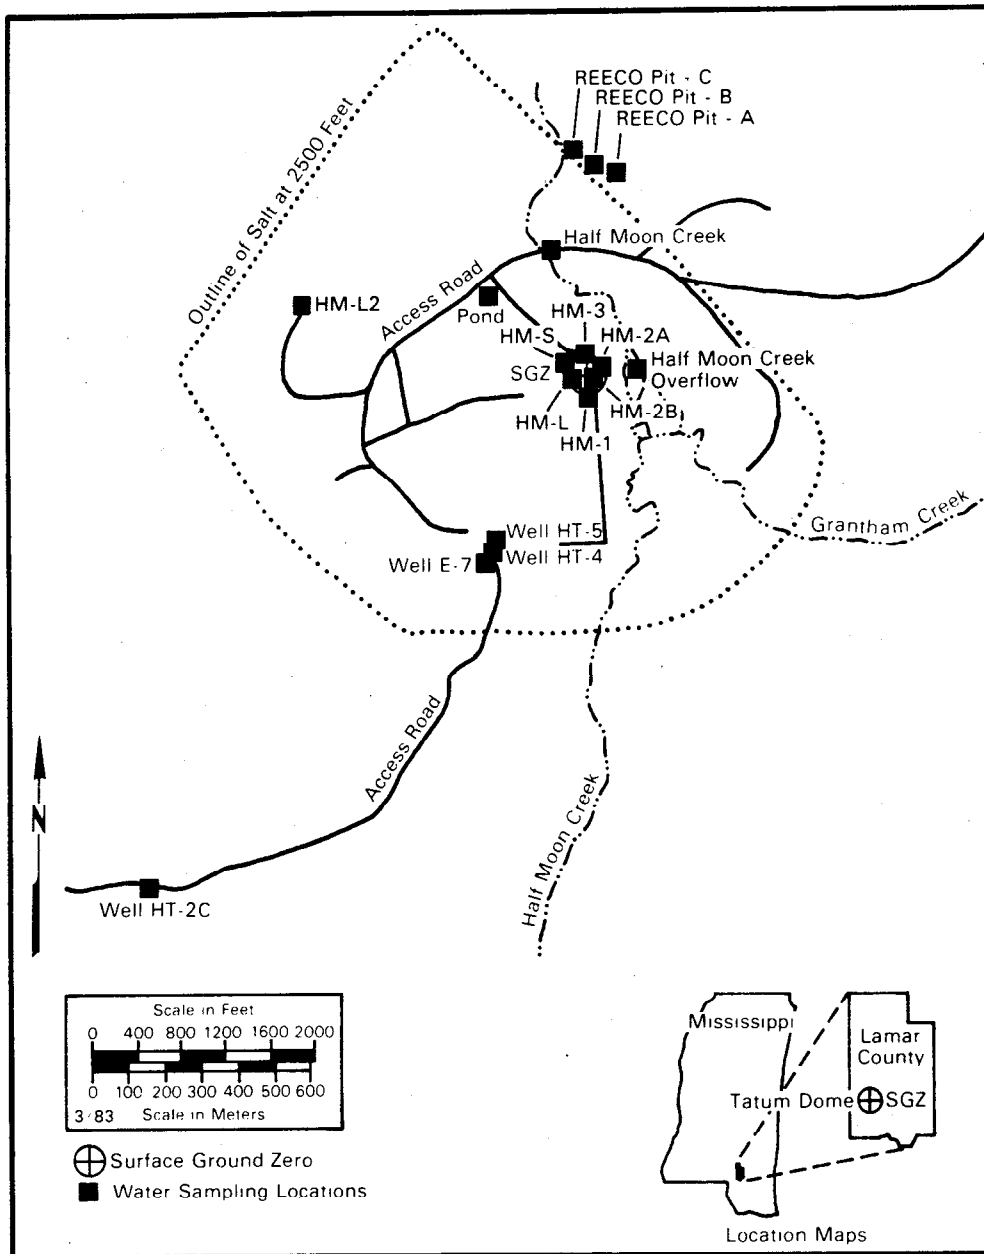 REECO Pit - C
REECO Pit - B
REECO Pit - A
Outline of Salt at 2500 Feet
Half Moon Creek
Access Road
HM-L2
Pond
HM-3
HM-S
HM-2A
SGZ
Half Moon Creek
Overflow
HM-L
HM-2B
HM-1
Grantham Creek
Well HT-5
Well HT-4
Well E-7
Access Road
Half Moon Creek
N
Well HT-2C
Scale in Feet
0 400 800 1200 1600 2000
0 100 200 300 400 500 600
3/83 Scale in Meters
Surface Ground Zero
Water Sampling Locations
Mississippi
Lamar
County
Tatum Dome SGZ
Location Maps